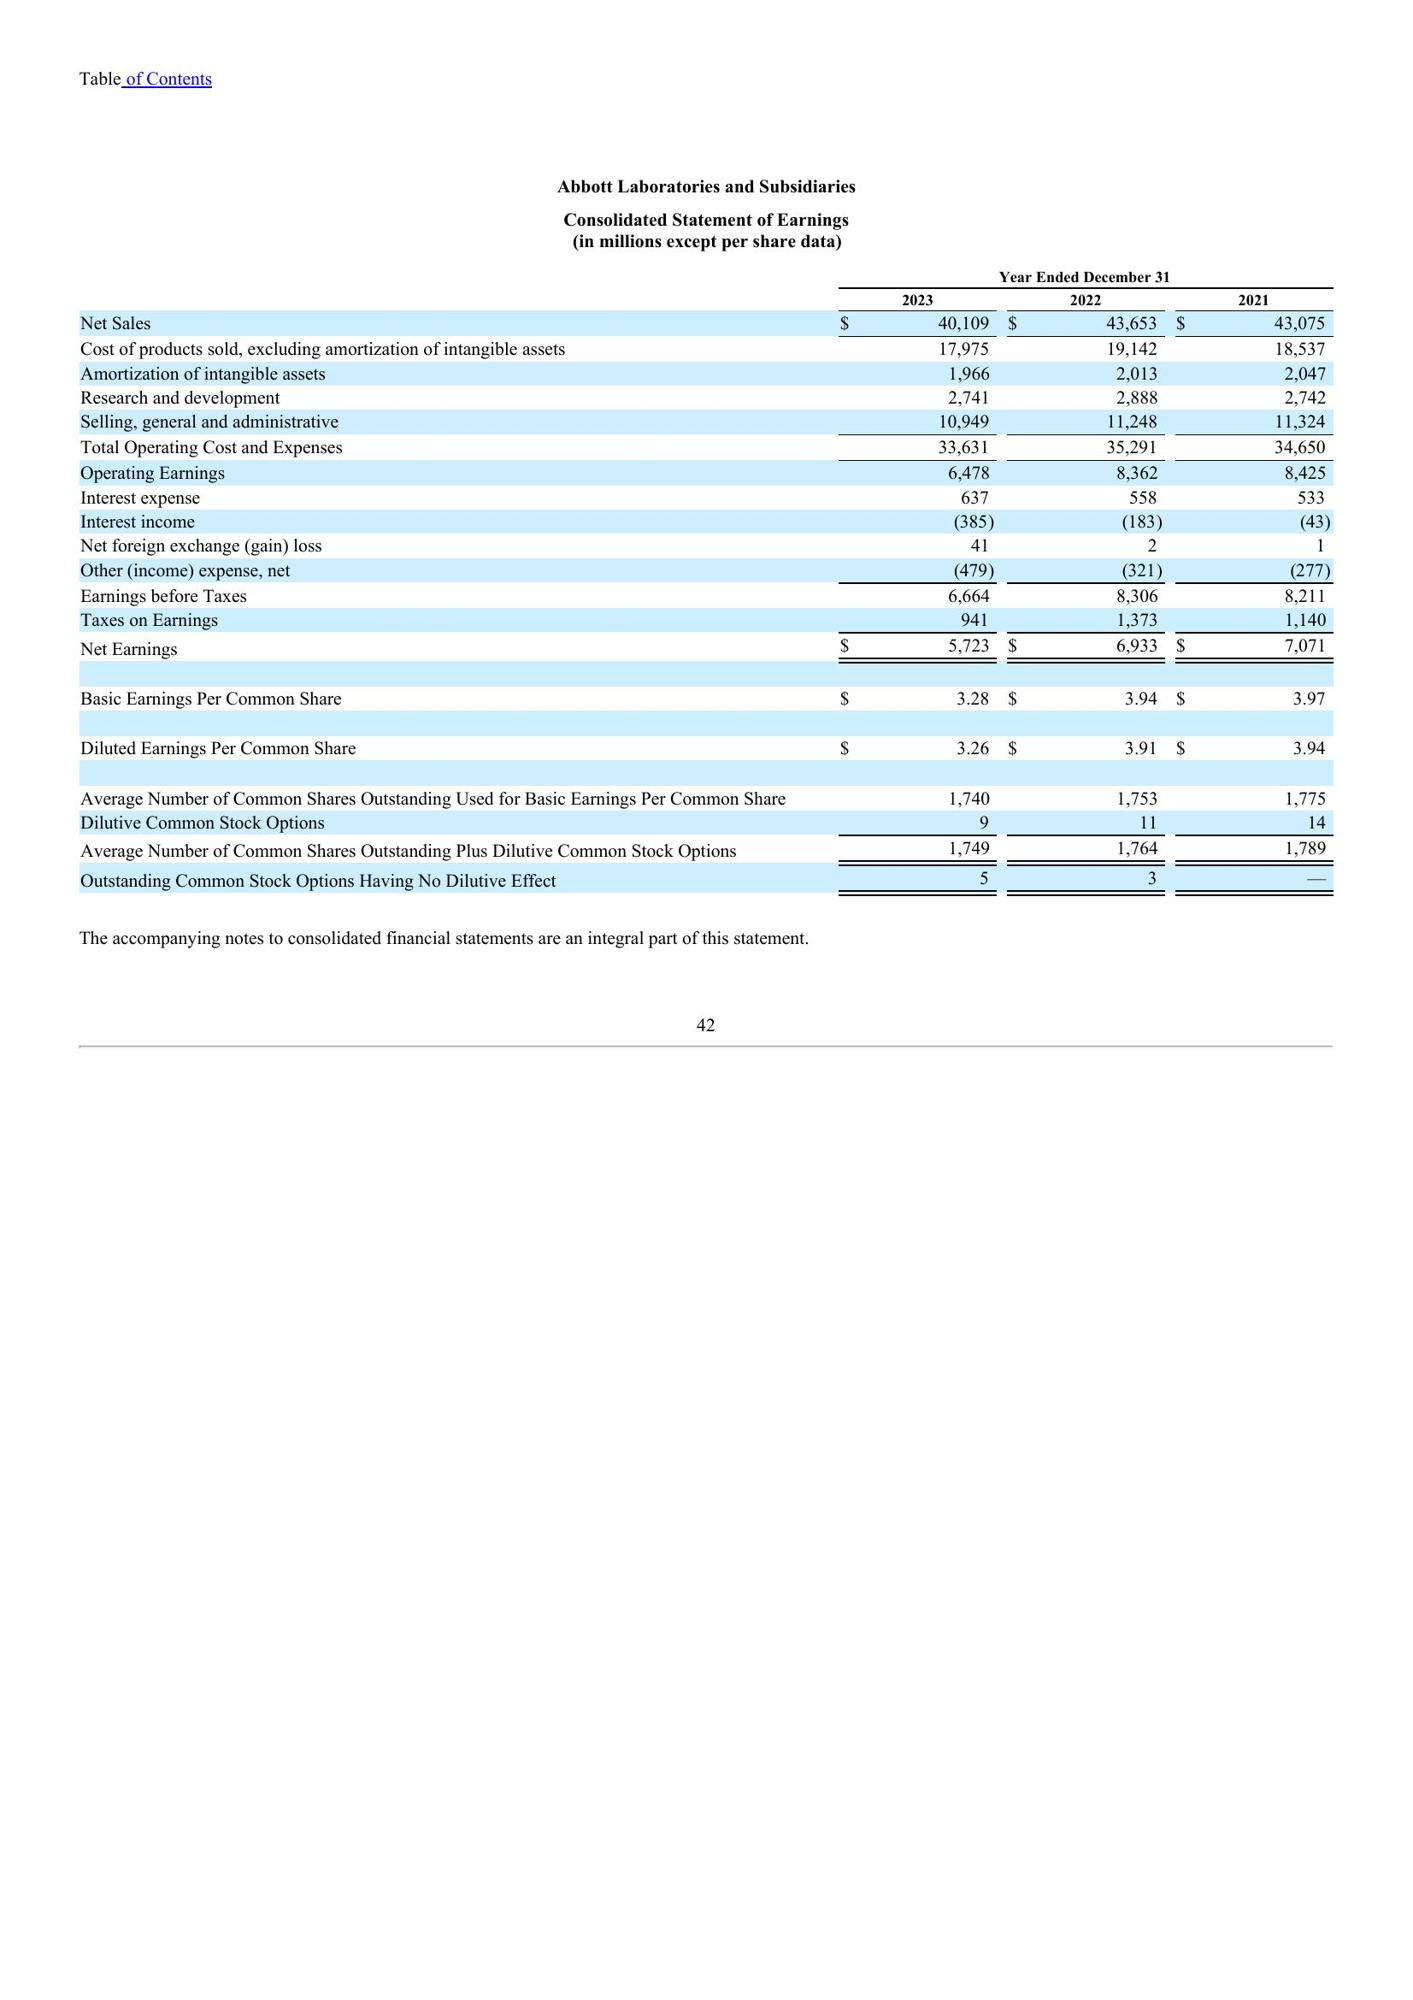 Table of Contents
Abbott Laboratories and Subsidiaries
Consolidated Statement of Earnings
(in millions except per share data)
Year Ended December 31
2023 2022 2021
Net Sales $ 40,109 $ 43,653 $ 43,075
Cost of products sold, excluding amortization of intangible assets 17,975 19,142 18,537
Amortization of intangible assets 1,966 2,013 2,047
Research and development 2,741 2,888 2,742
Selling, general and administrative 10,949 11,248 11,324
Total Operating Cost and Expenses 33,631 35,291 34,650
Operating Earnings 6,478 8,362 8,425
Interest expense 637 558 533
Interest income (385) (183) (43)
Net foreign exchange (gain) loss 41 2 1
Other (income) expense, net (479) (321) (277)
Earnings before Taxes 6,664 8,306 8,211
Taxes on Earnings 941 1,373 1,140
Net Earnings $ 5,723 $ 6,933 $ 7,071
Basic Earnings Per Common Share $ 3.28 $ 3.94 $ 3.97
Diluted Earnings Per Common Share $ 3.26 $ 3.91 $ 3.94
Average Number of Common Shares Outstanding Used for Basic Earnings Per Common Share 1,740 1,753 1,775
Dilutive Common Stock Options 9 11 14
Average Number of Common Shares Outstanding Plus Dilutive Common Stock Options 1,749 1,764 1,789
Outstanding Common Stock Options Having No Dilutive Effect 5 3 —
The accompanying notes to consolidated financial statements are an integral part of this statement.
42